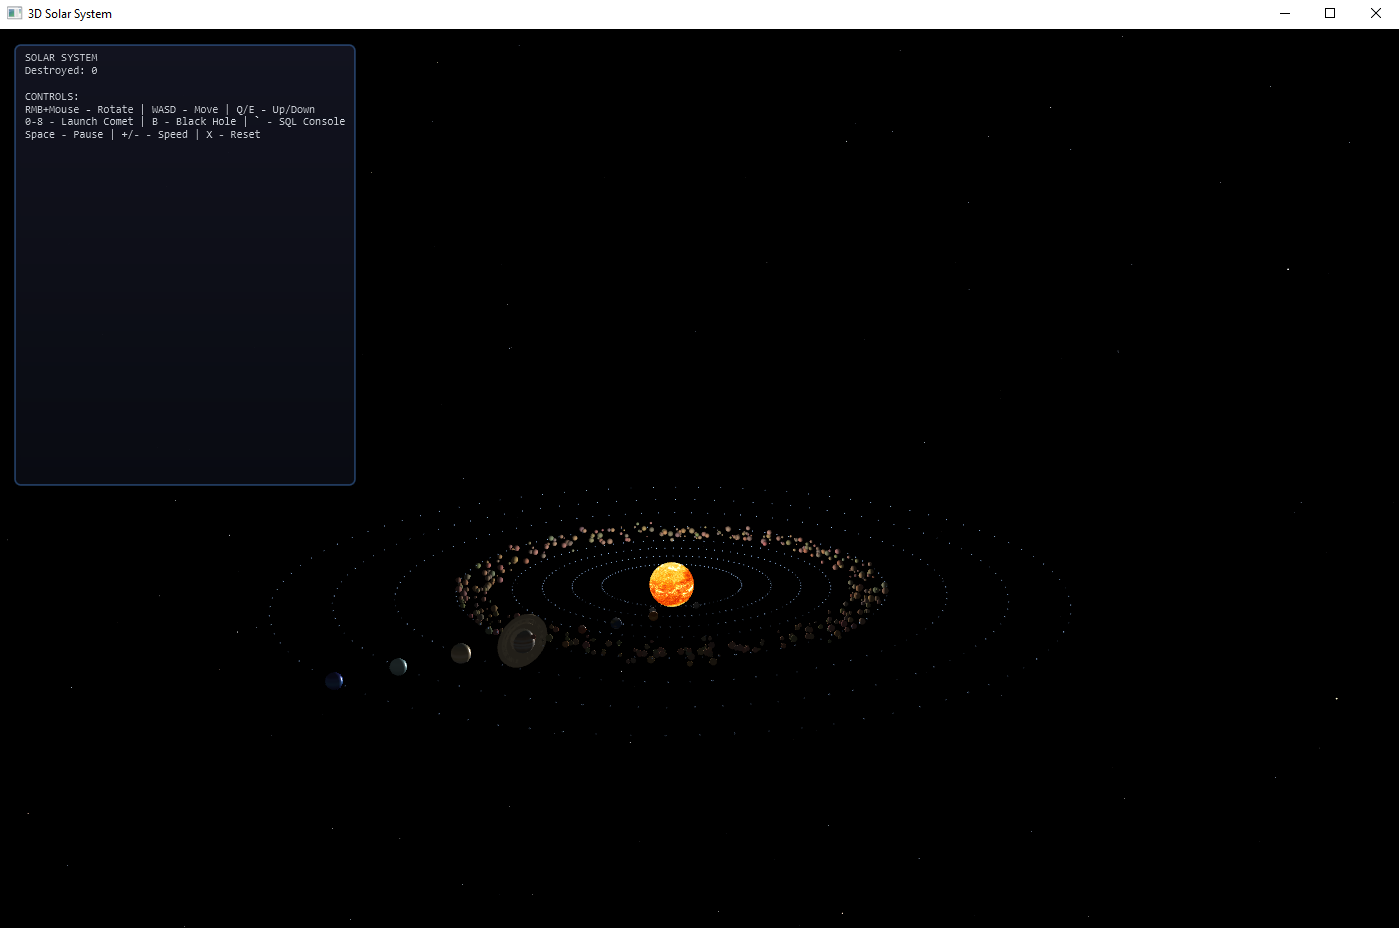 3D Solar System
SOLAR SYSTEM
Destroyed: 0
CONTROLS:
RMB+Mouse - Rotate | WASD - Move | Q/E - Up/Down
0-8 - Launch Comet | B - Black Hole | ` - SQL Console
Space - Pause | +/- - Speed | X - Reset